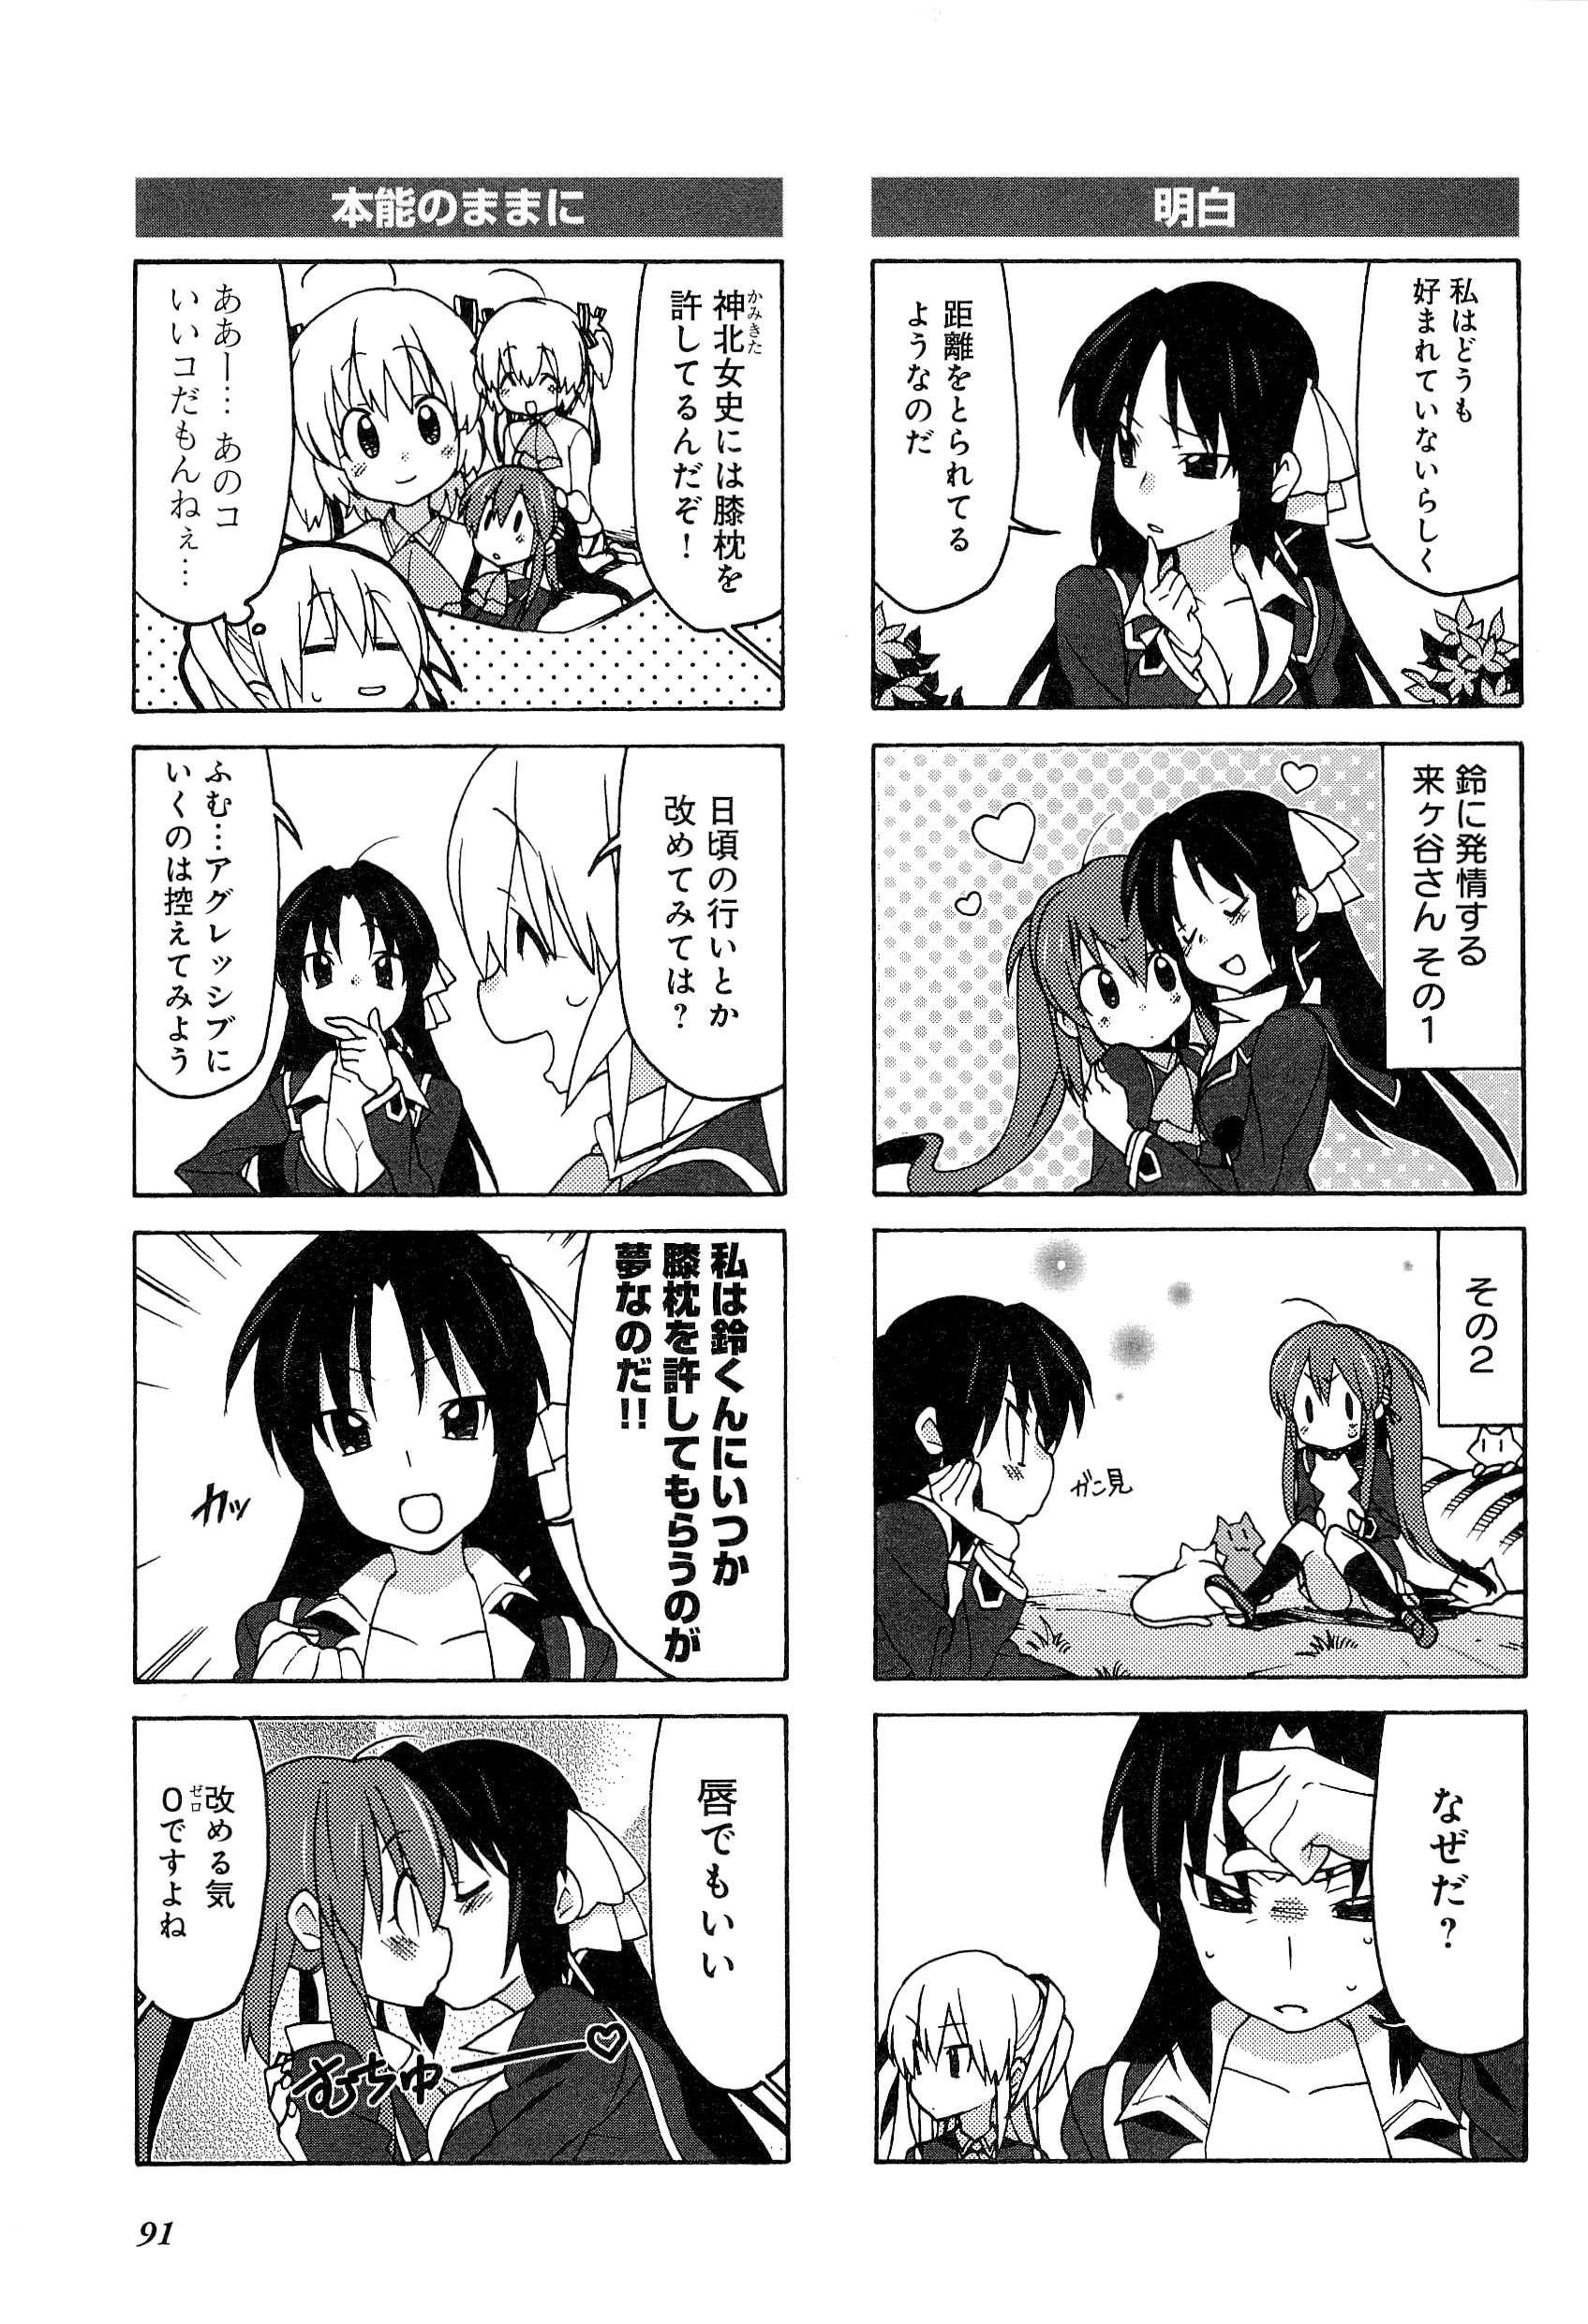 明白
私はどうも
好まれていないらしく
距離をとられてる
ようなのだ
鈴に発情する
来ヶ谷さん その1
その2
ガン見
なぜだ?
本能のままに
神北女史には膝枕を
かみきた
許してるんだぞ!
ああー… あのコ
いいコだもんねぇ…
日頃の行いとか
改めてみては?
ふむ…アグレッシブに
いくのは控えてみよう
私は鈴くんにいつか
膝枕を許してもらうのが
夢なのだ!!
カッ
唇でもいい
むちゅー♡
改める気
0ですよね
ゼロ
91